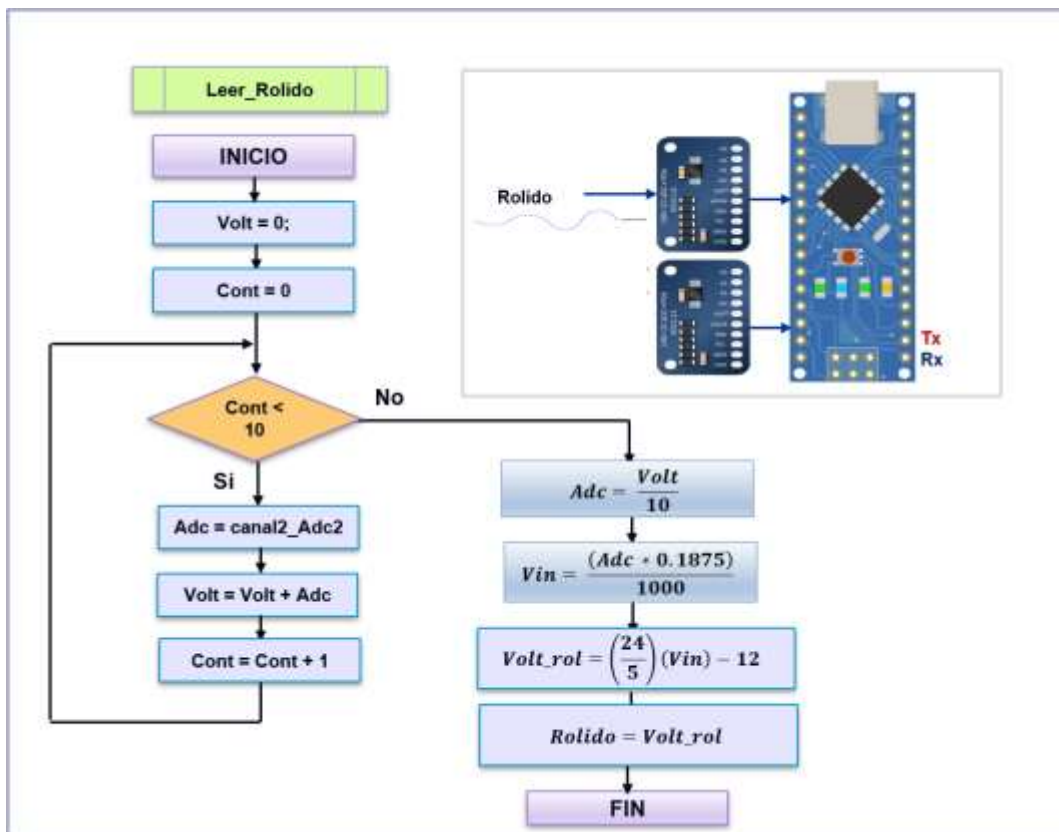 Leer_Rolido
INICIO
Volt = 0;
Cont = 0
Cont <
10
No
Si
Adc = canal2_Adc2
Volt = Volt + Adc
Cont = Cont + 1
Adc = Volt / 10
Vin = (Adc * 0.1875) / 1000
Volt_rol = (24/5) (Vin) − 12
Rolido = Volt_rol
FIN
Rolido
Tx
Rx